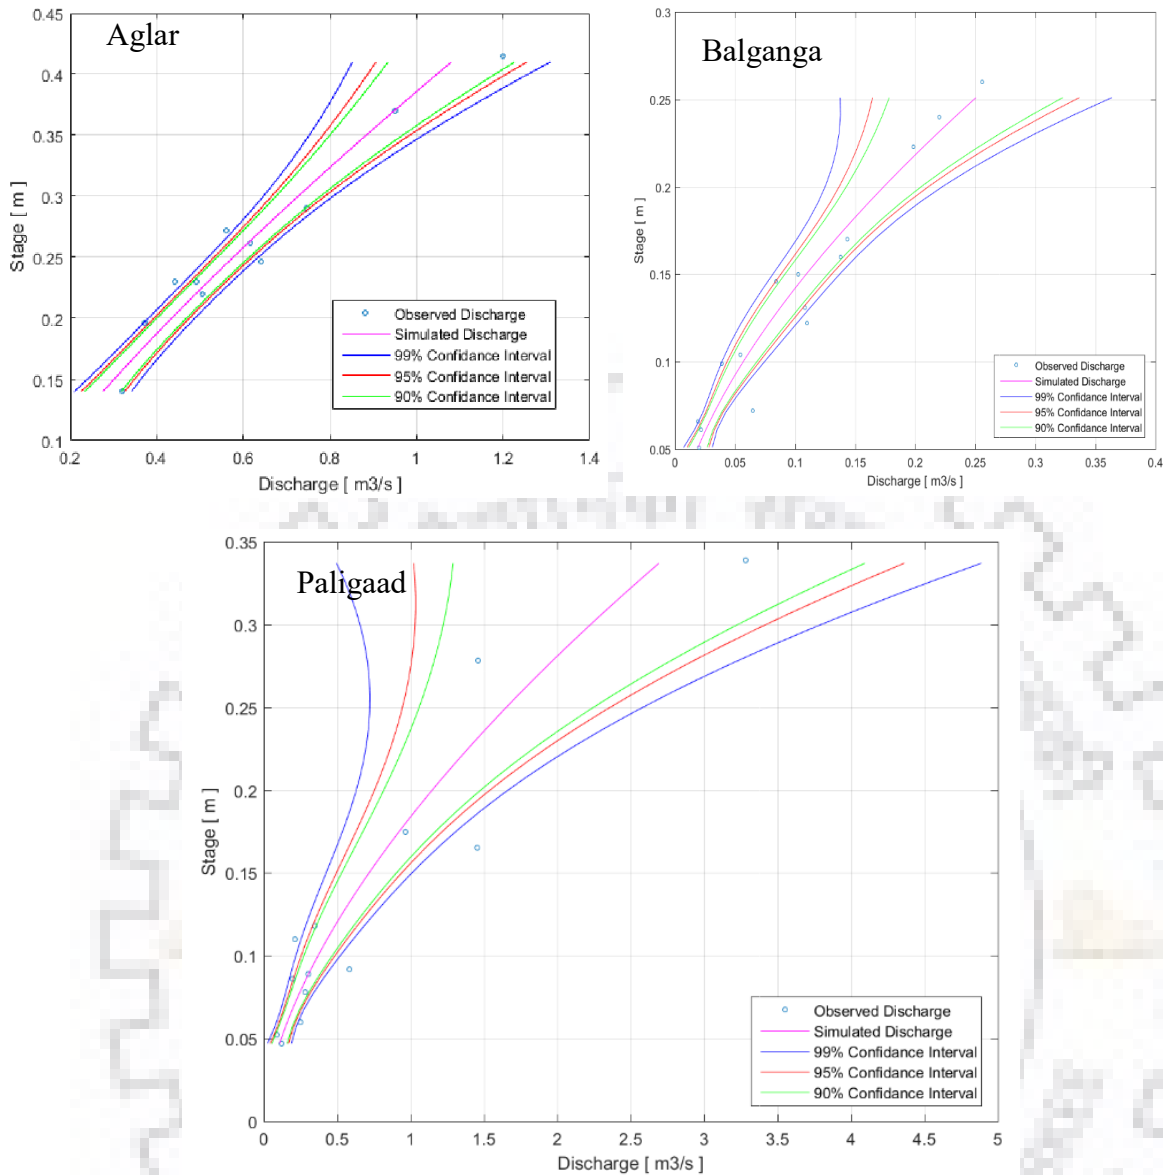 Aglar
0.45
0.4
0.35
0.3
0.25
0.2
0.15
0.1
Stage [ m ]
0.2 0.4 0.6 0.8 1 1.2 1.4
Discharge [ m3/s ]
Observed Discharge
Simulated Discharge
99% Confidance Interval
95% Confidance Interval
90% Confidance Interval
Balganga
0.3
0.25
0.2
0.15
0.1
0.05
Stage [ m ]
0 0.05 0.1 0.15 0.2 0.25 0.3 0.35 0.4
Discharge [ m3/s ]
Observed Discharge
Simulated Discharge
99% Confidance Interval
95% Confidance Interval
90% Confidance Interval
Paligaad
0.35
0.3
0.25
0.2
0.15
0.1
0.05
0
Stage [ m ]
0 0.5 1 1.5 2 2.5 3 3.5 4 4.5 5
Discharge [ m3/s ]
Observed Discharge
Simulated Discharge
99% Confidance Interval
95% Confidance Interval
90% Confidance Interval